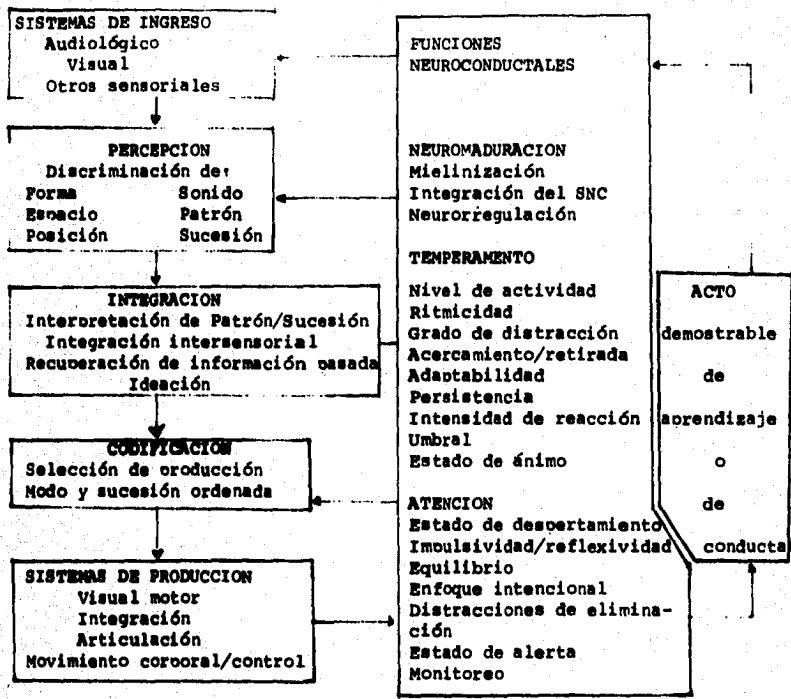 SISTEMAS DE INGRESO
Audiológico
Visual
Otros sensoriales
PERCEPCION
Discriminación de:
Forma Sonido
Espacio Patrón
Posición Sucesión
INTEGRACION
Interpretación de Patrón/Sucesión
Integración intersensorial
Recuperación de información pasada
Ideación
CODIFICACION
Selección de producción
Modo y sucesión ordenada
SISTEMAS DE PRODUCCION
Visual motor
Integración
Articulación
Movimiento corporal/control
FUNCIONES
NEUROCONDUCTALES
NEUROMADURACION
Mielinización
Integración del SNC
Neurorregulación
TEMPERAMENTO
Nivel de actividad
Ritmicidad
Grado de distracción
Acercamiento/retirada
Adaptabilidad
Persistencia
Intensidad de reacción
Umbral
Estado de ánimo
ATENCION
Estado de despertamiento
Impulsividad/reflexividad
Equilibrio
Enfoque intencional
Distracciones de elimina-
ción
Estado de alerta
Monitoreo
ACTO
demostrable
de
aprendizaje
o
de
conducta